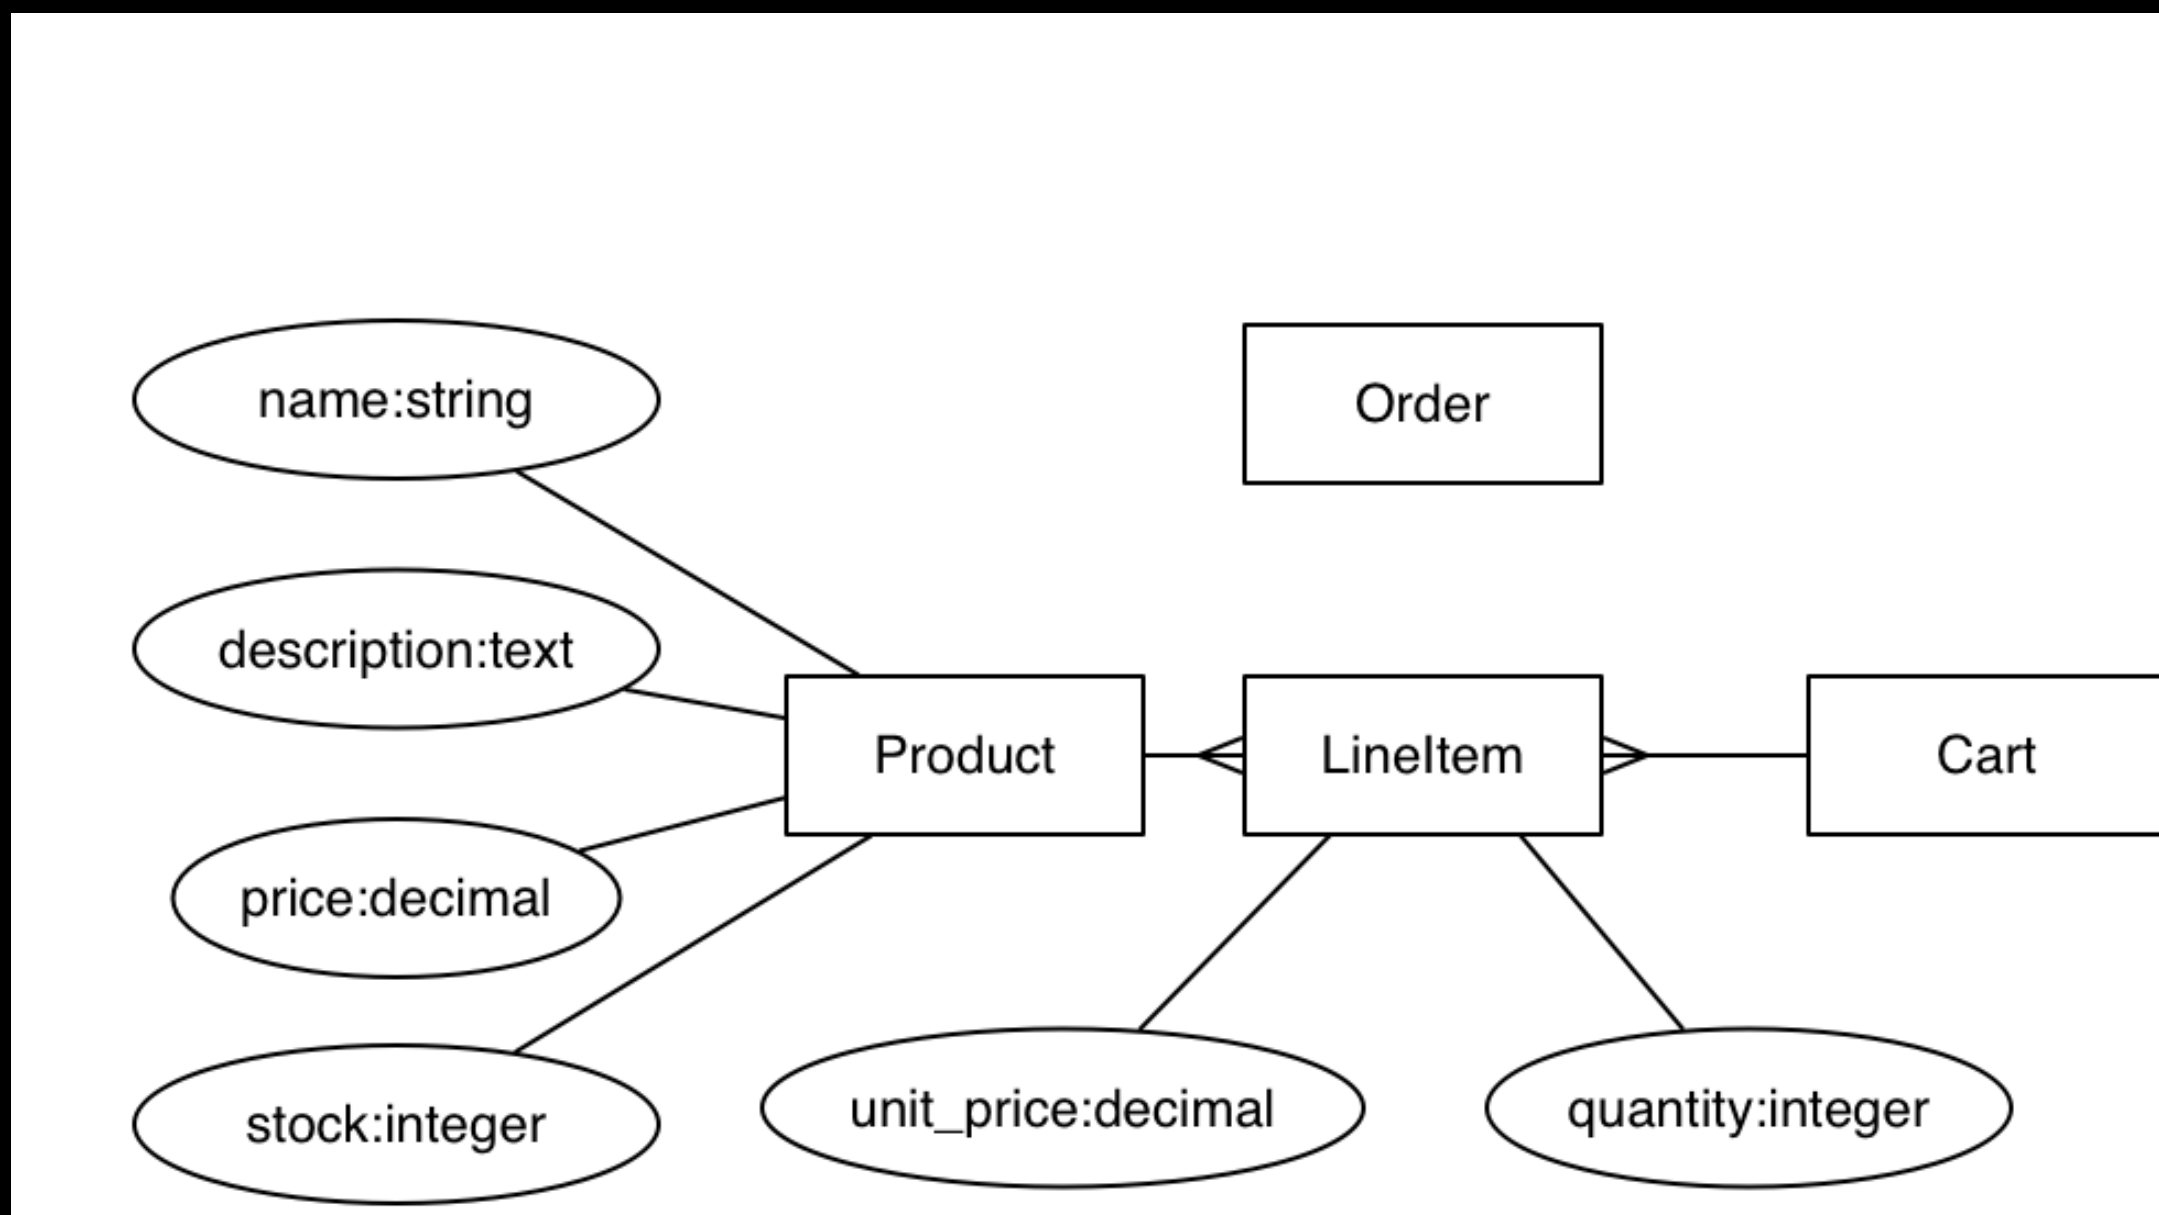 name:string
Order
description:text
Product
LineItem
Cart
price:decimal
stock:integer
unit_price:decimal
quantity:integer